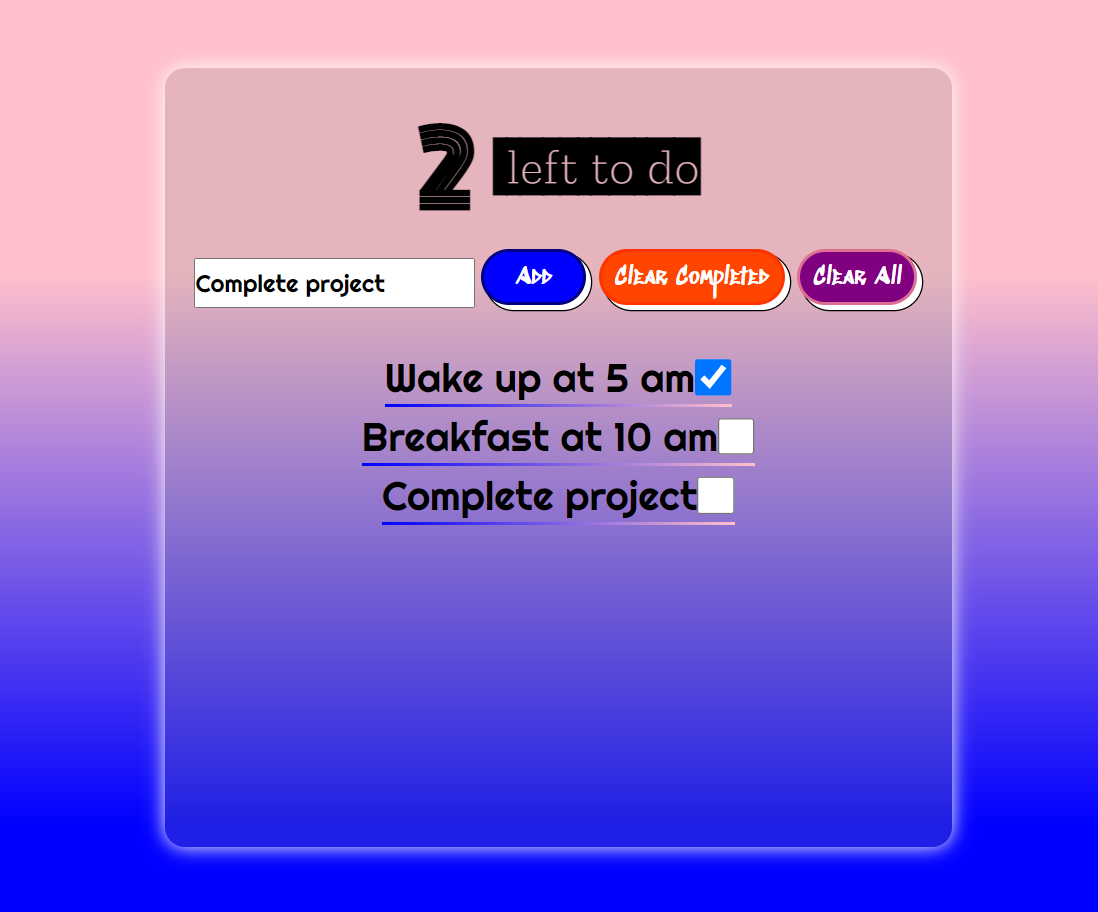 2 left to do
Complete project Add Clear Completed Clear All
Wake up at 5 am
Breakfast at 10 am
Complete project